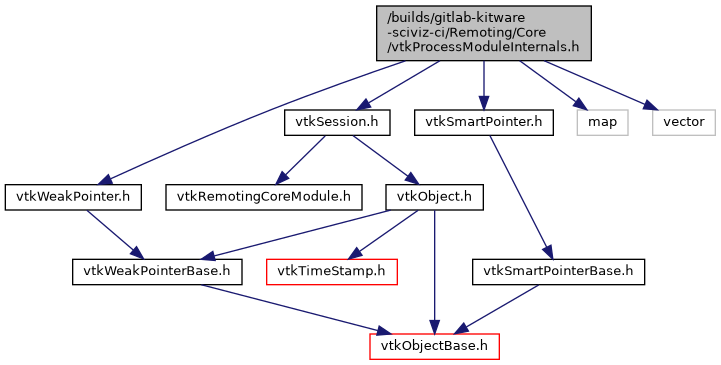 /builds/gitlab-kitware
-sciviz-ci/Remoting/Core
/vtkProcessModuleInternals.h
vtkSession.h
vtkSmartPointer.h
map
vector
vtkWeakPointer.h
vtkRemotingCoreModule.h
vtkObject.h
vtkWeakPointerBase.h
vtkTimeStamp.h
vtkSmartPointerBase.h
vtkObjectBase.h